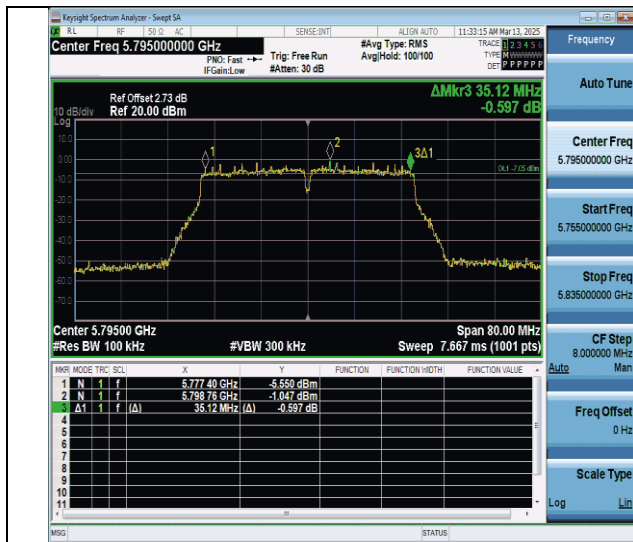 Keysight Spectrum Analyzer - Swept SA
RL RF 50 Ω AC SENSE:INT ALIGN AUTO 11:33:15 AM Mar 13, 2025
Center Freq 5.795000000 GHz #Avg Type: RMS TRACE 1 2 3 4 5 6
PNO: Fast Trig: Free Run Avg|Hold: 100/100 TYPE M W W W W W
IFGain:Low #Atten: 30 dB DET P P P P P P
Frequency
Auto Tune
ΔMkr3 35.12 MHz
Ref Offset 2.73 dB
10 dB/div Ref 20.00 dBm -0.597 dB
Log
10.0
0.00
-10.0
-20.0
-30.0
-40.0
-50.0
-60.0
-70.0
1
2
3Δ1
DL1 -7.05 dBm
Center 5.79500 GHz Span 80.00 MHz
#Res BW 100 kHz #VBW 300 kHz Sweep 7.667 ms (1001 pts)
MKR MODE TRC SCL X Y FUNCTION FUNCTION WIDTH FUNCTION VALUE
1 N 1 f 5.777 40 GHz -5.550 dBm
2 N 1 f 5.798 76 GHz -1.047 dBm
3 Δ1 1 f (Δ) 35.12 MHz (Δ) -0.597 dB
4
5
6
7
8
9
10
11
Center Freq
5.795000000 GHz
Start Freq
5.755000000 GHz
Stop Freq
5.835000000 GHz
CF Step
8.000000 MHz
Auto Man
Freq Offset
0 Hz
Scale Type
Log Lin
MSG STATUS